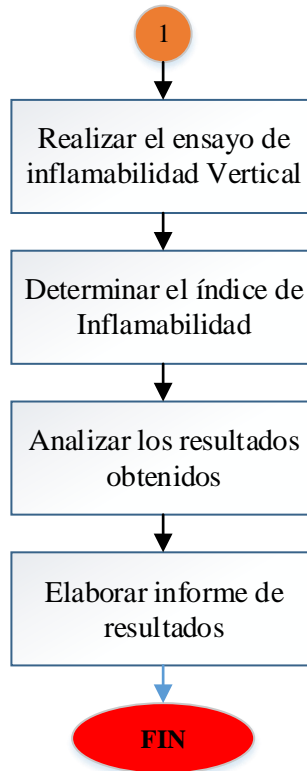 1
Realizar el ensayo de
inflamabilidad Vertical
Determinar el índice de
Inflamabilidad
Analizar los resultados
obtenidos
Elaborar informe de
resultados
FIN